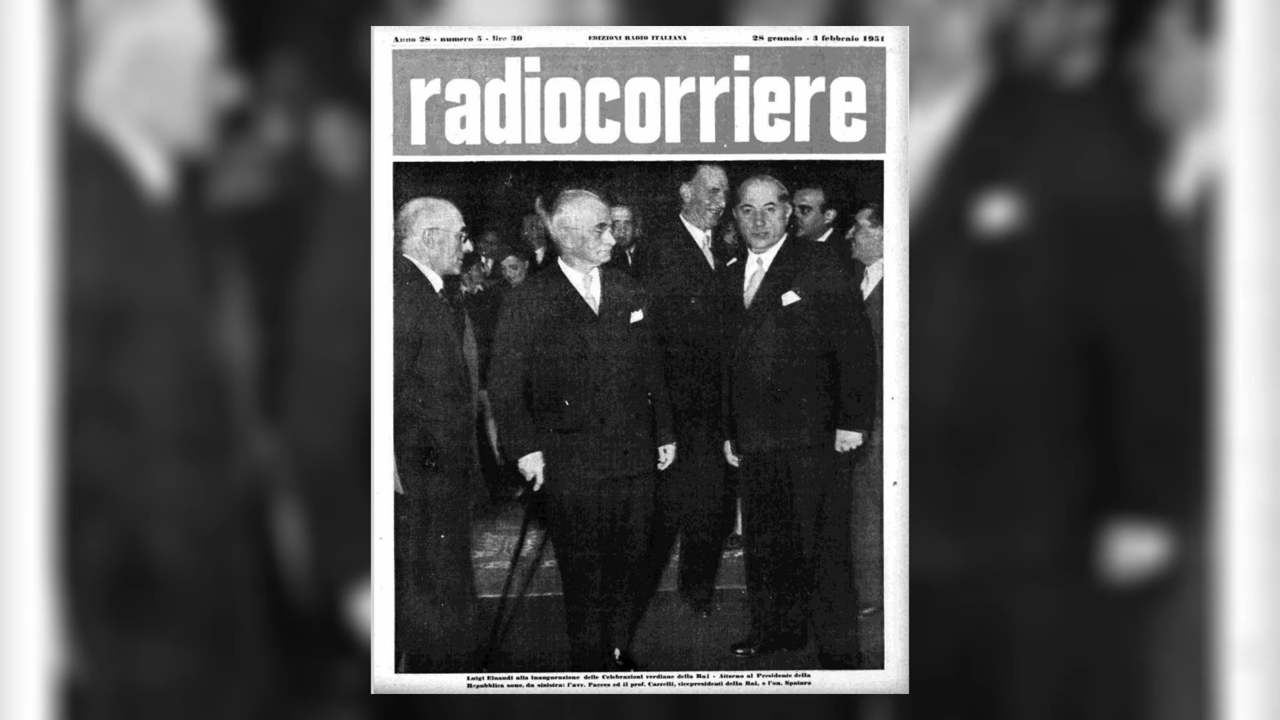 Anno 28 - numero 5 - lire 30
EDIZIONI RADIO ITALIANA
28 gennaio - 3 febbraio 1951
radiocorriere
Luigi Einaudi alla inaugurazione delle Celebrazioni verdiane della Rai - Attorno al Presidente della
Repubblica sono, da sinistra: l'avv. Pacces ed il prof. Carrelli, vicepresidenti della Rai, e l'on. Spataro